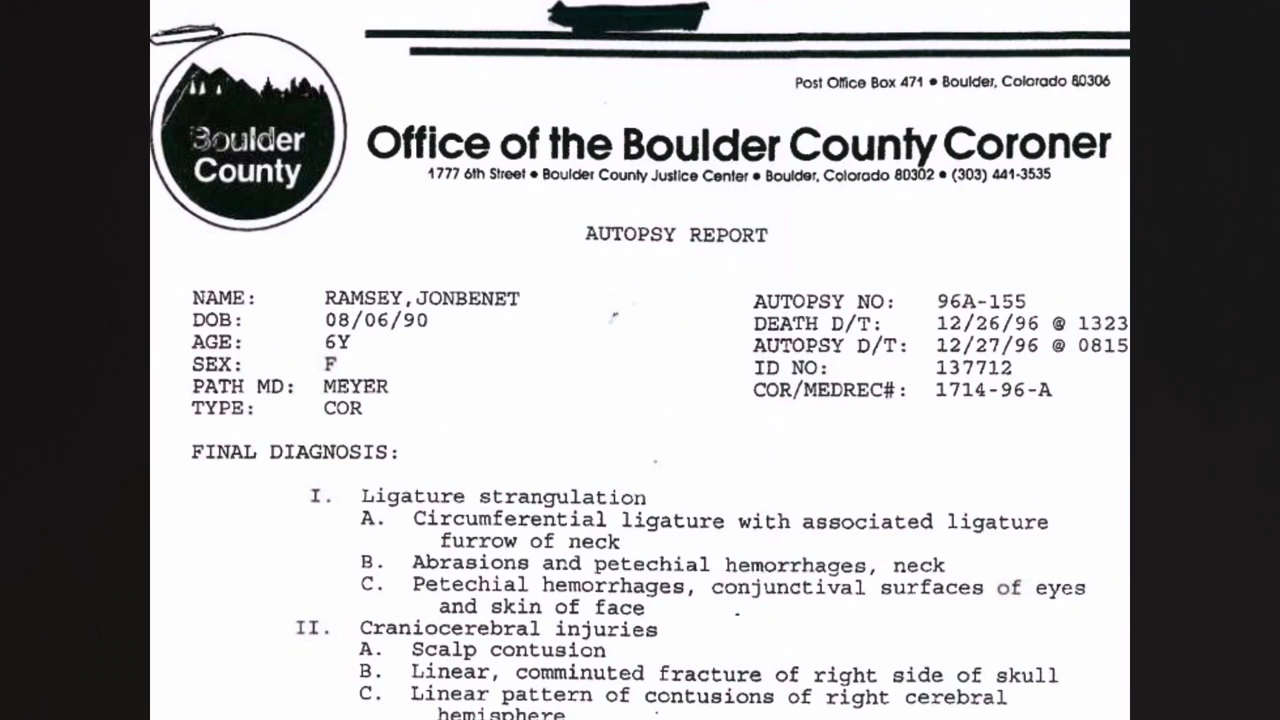 Post Office Box 471 • Boulder, Colorado 80306
Boulder
County
Office of the Boulder County Coroner
1777 6th Street • Boulder County Justice Center • Boulder, Colorado 80302 • (303) 441-3535
AUTOPSY REPORT
NAME: RAMSEY,JONBENET
DOB: 08/06/90
AGE: 6Y
SEX: F
PATH MD: MEYER
TYPE: COR
AUTOPSY NO: 96A-155
DEATH D/T: 12/26/96 @ 1323
AUTOPSY D/T: 12/27/96 @ 0815
ID NO: 137712
COR/MEDREC#: 1714-96-A
FINAL DIAGNOSIS:
I. Ligature strangulation
A. Circumferential ligature with associated ligature
furrow of neck
B. Abrasions and petechial hemorrhages, neck
C. Petechial hemorrhages, conjunctival surfaces of eyes
and skin of face
II. Craniocerebral injuries
A. Scalp contusion
B. Linear, comminuted fracture of right side of skull
C. Linear pattern of contusions of right cerebral
hemisphere